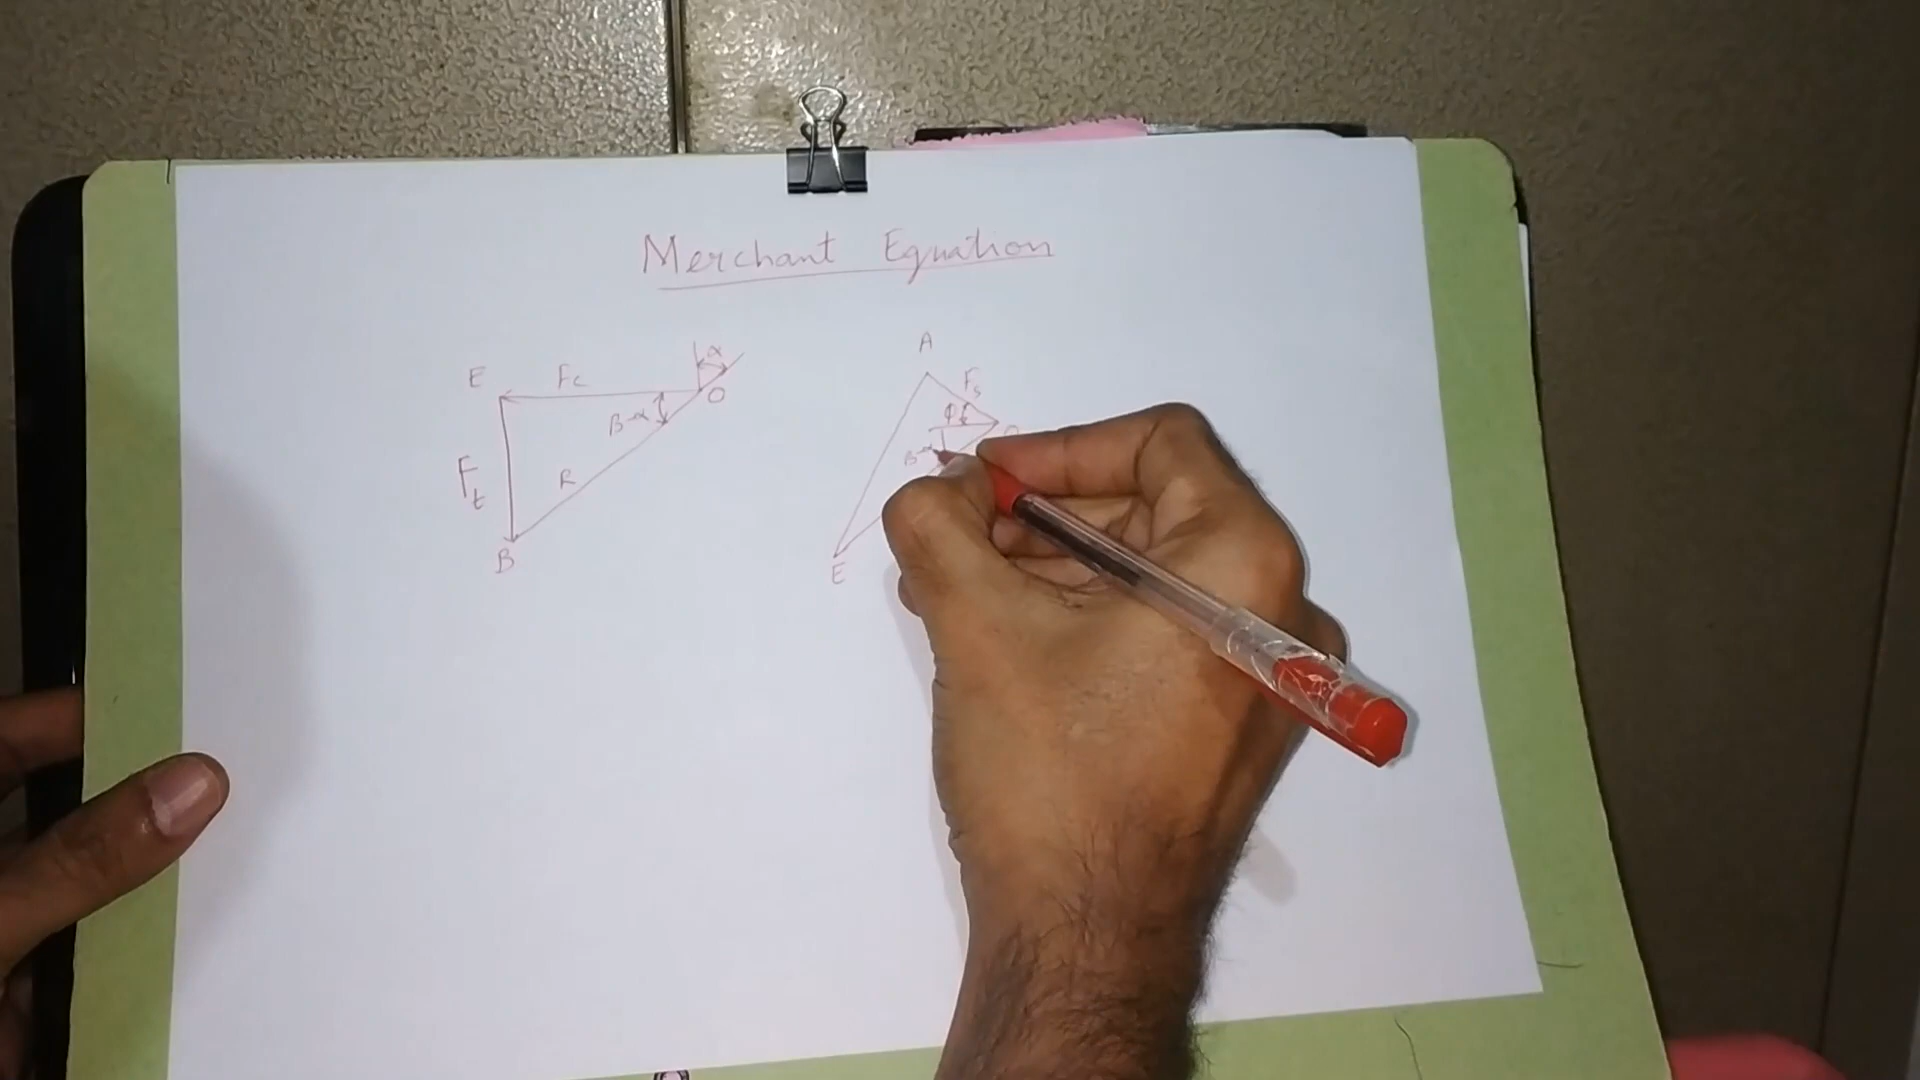 Merchant Equation
E Fc α O
B-α
Ft R
B
A
Fs
φ
B-α
E